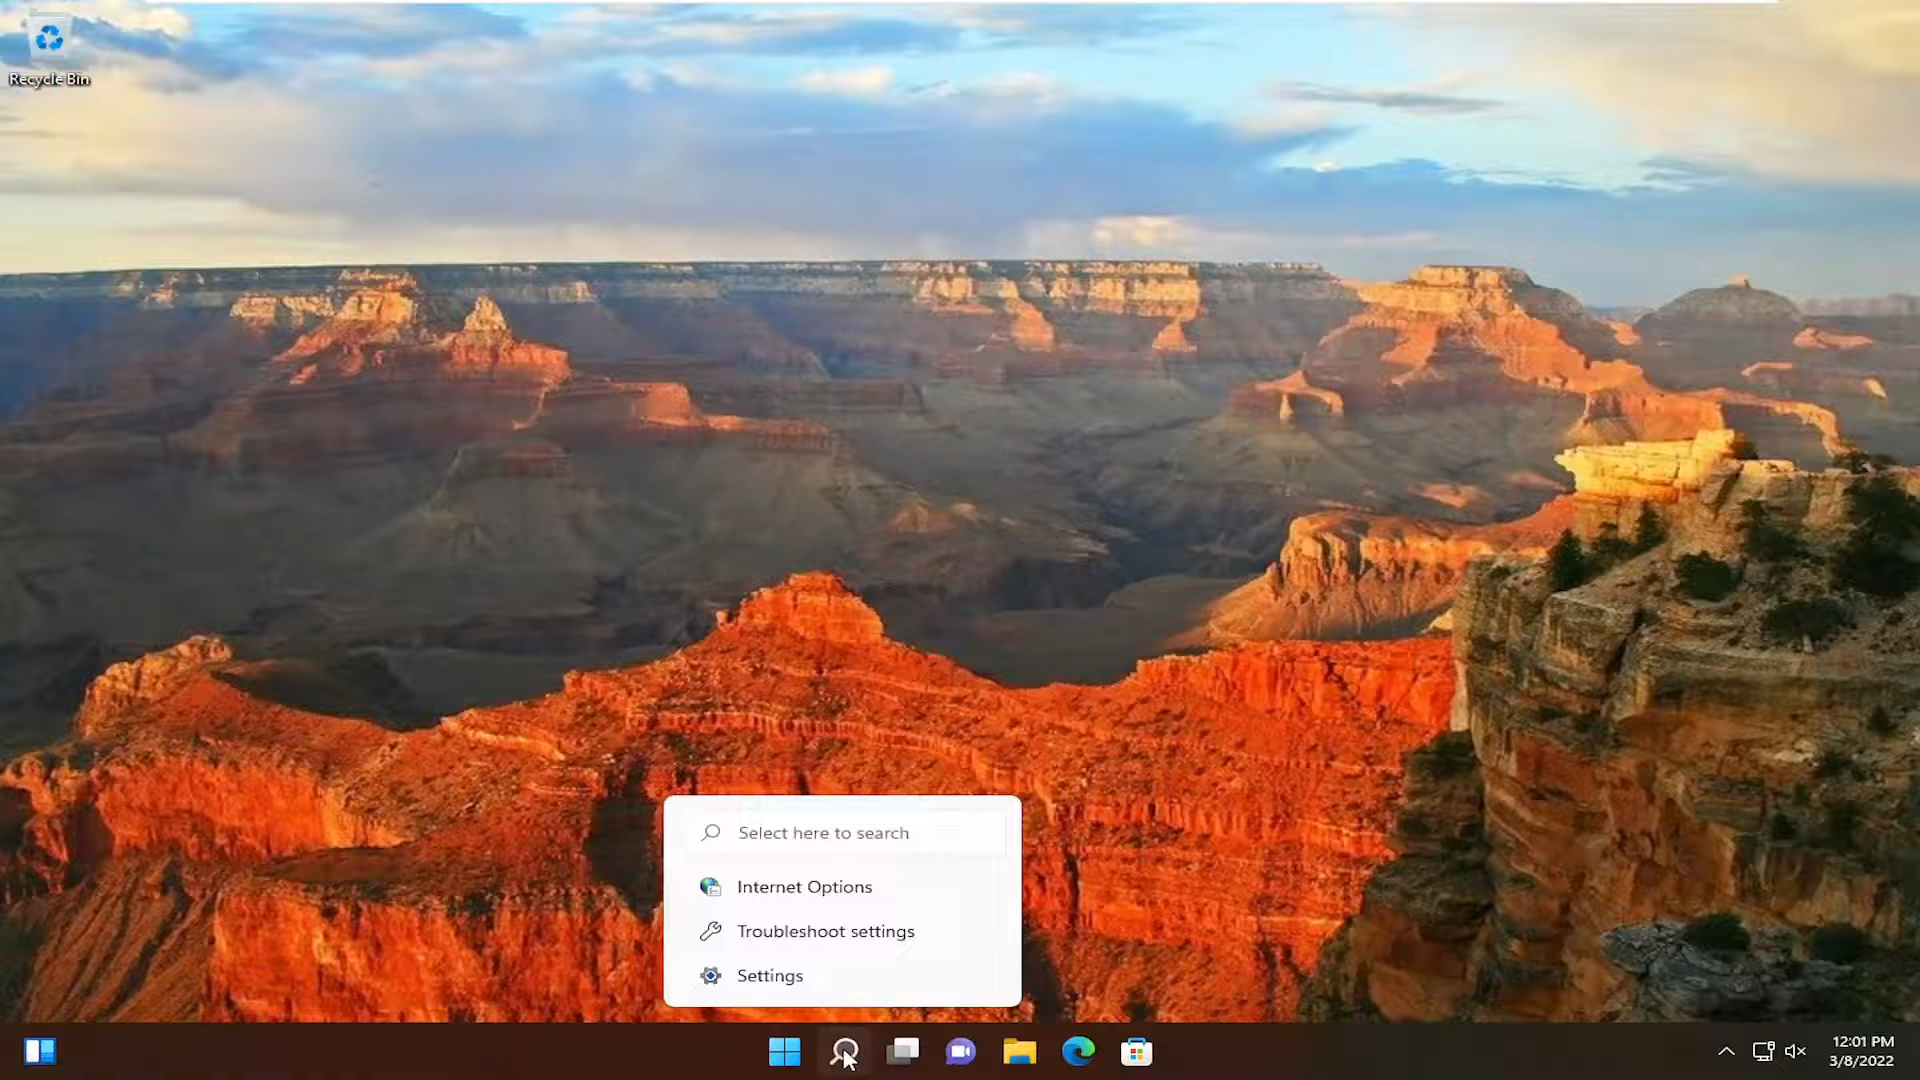 Recycle Bin
Select here to search
Internet Options
Troubleshoot settings
Settings
12:01 PM
3/8/2022